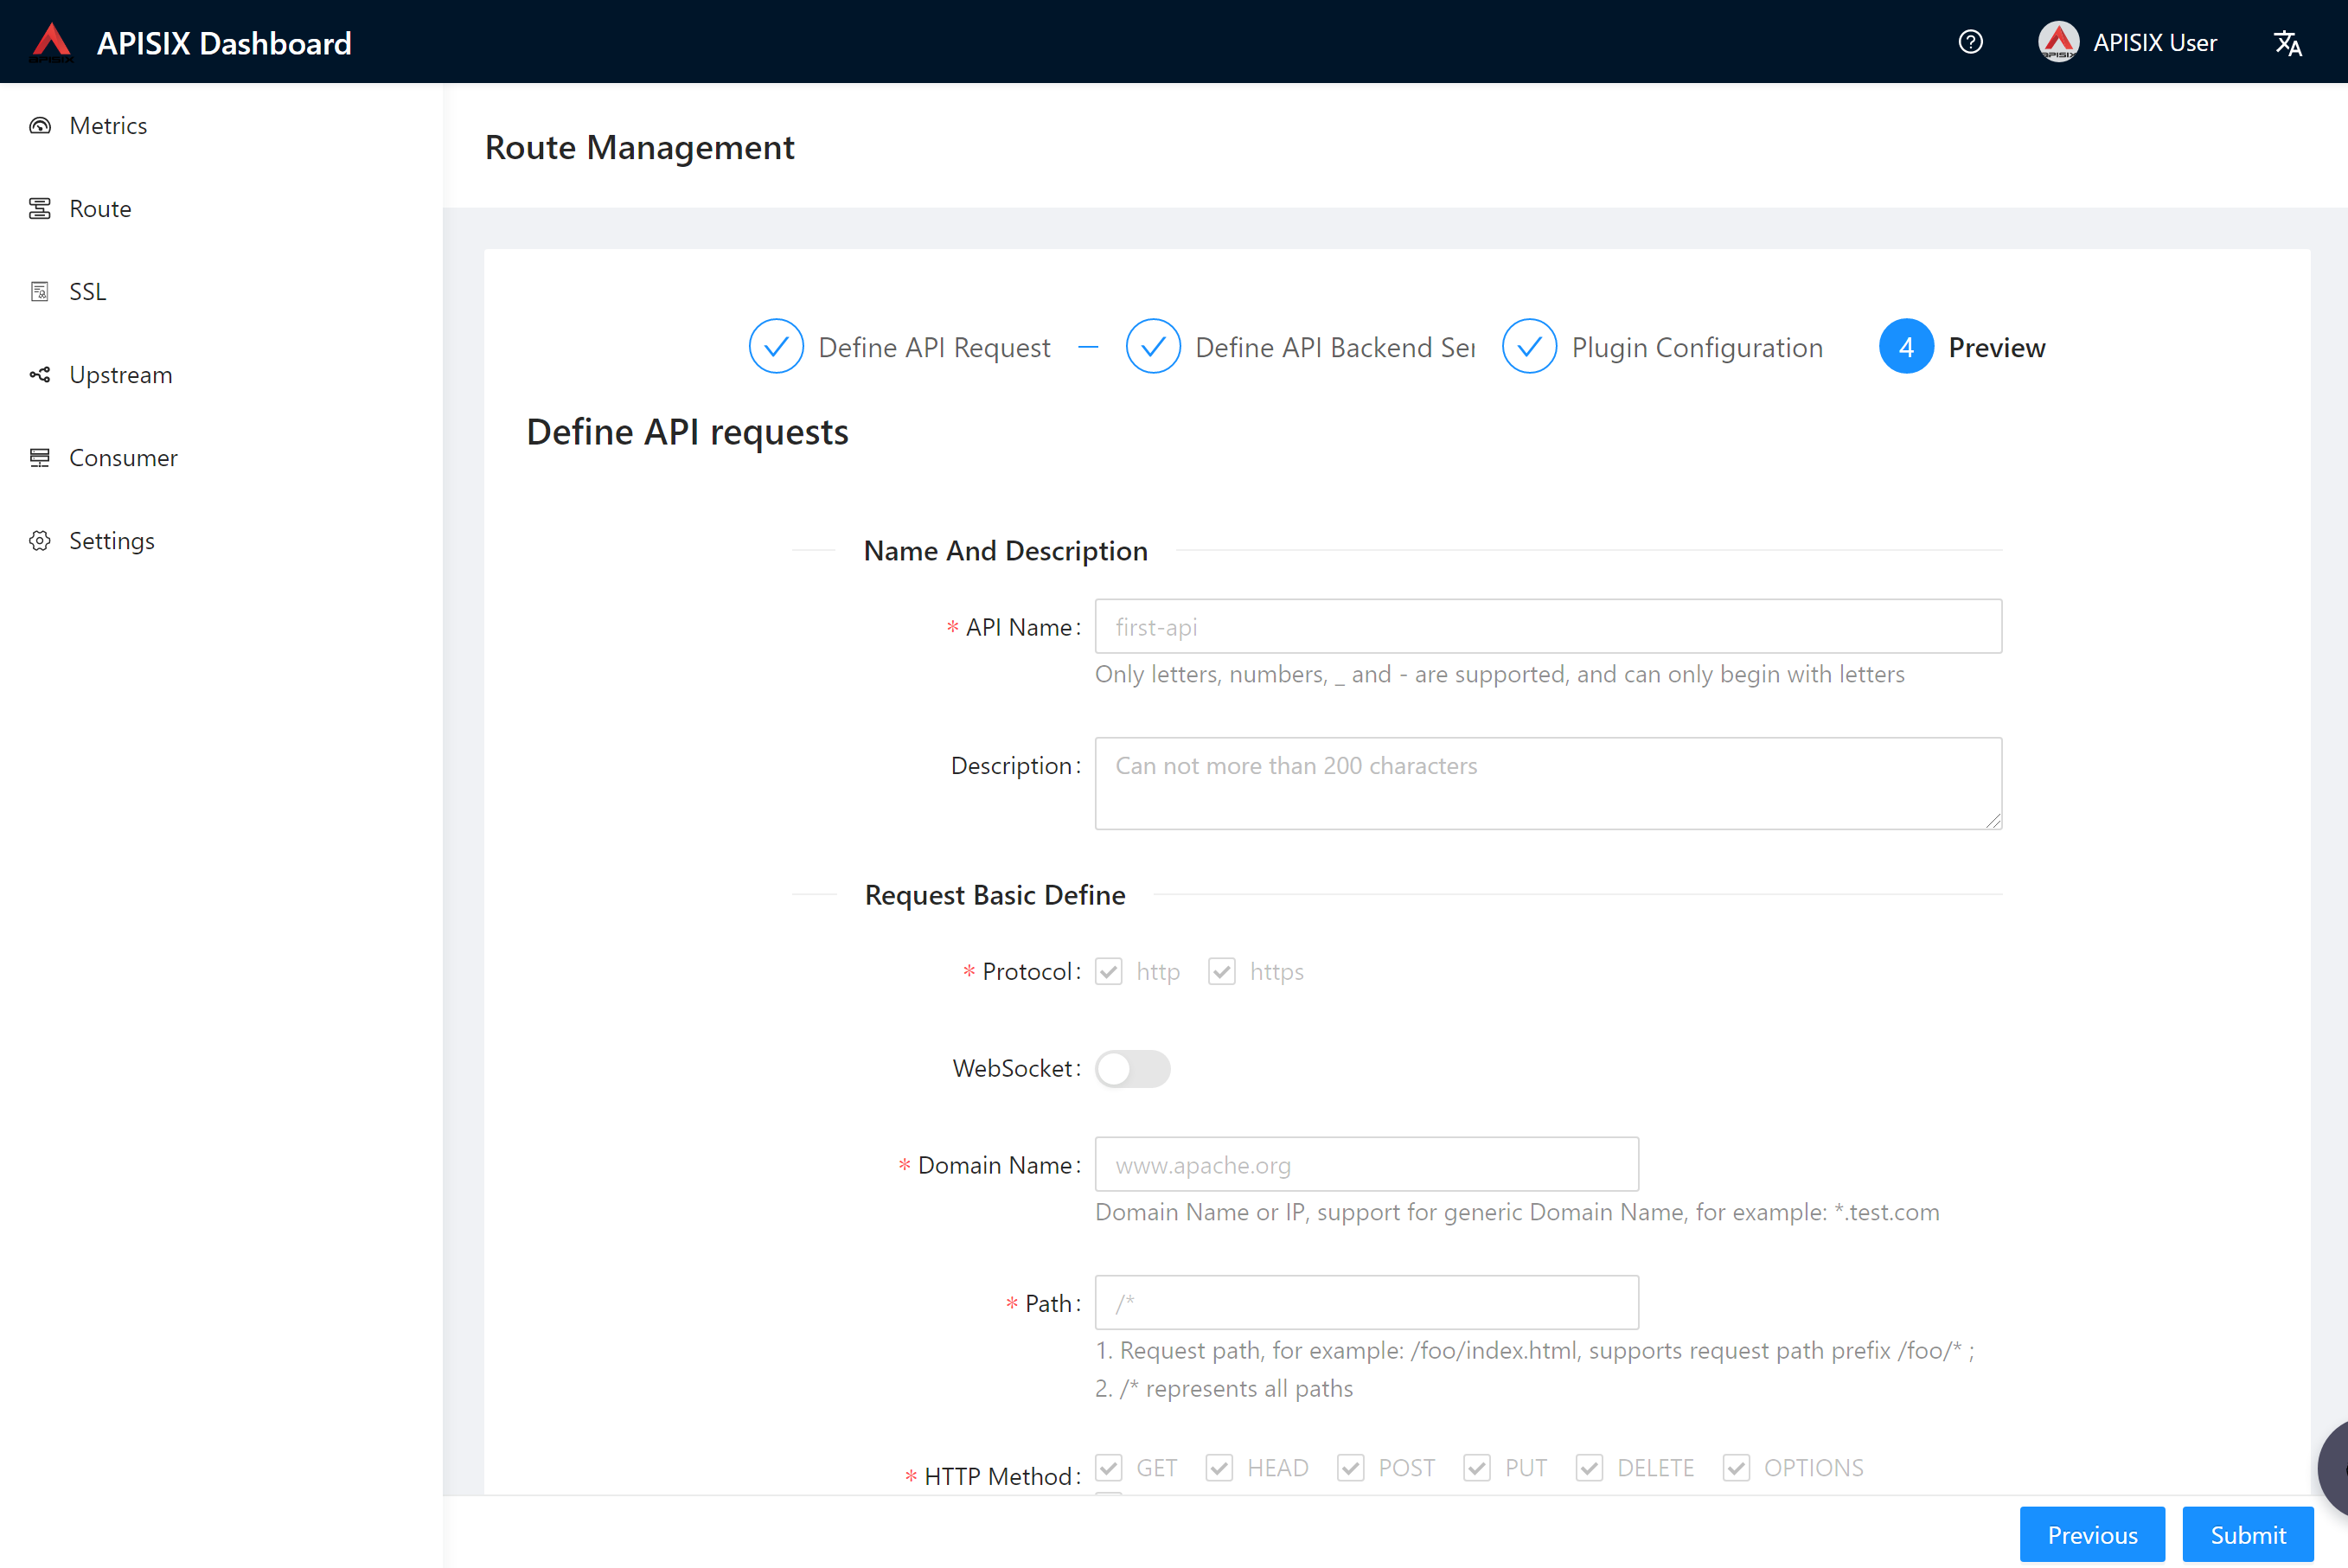 APISIX Dashboard
APISIX User
Metrics
Route
SSL
Upstream
Consumer
Settings
Route Management
Define API Request
Define API Backend Ser
Plugin Configuration
4 Preview
Define API requests
Name And Description
* API Name:
first-api
Only letters, numbers, _ and - are supported, and can only begin with letters
Description:
Can not more than 200 characters
Request Basic Define
* Protocol: http https
WebSocket:
* Domain Name:
www.apache.org
Domain Name or IP, support for generic Domain Name, for example: *.test.com
* Path:
/*
1. Request path, for example: /foo/index.html, supports request path prefix /foo/* ;
2. /* represents all paths
* HTTP Method: GET HEAD POST PUT DELETE OPTIONS
Previous Submit